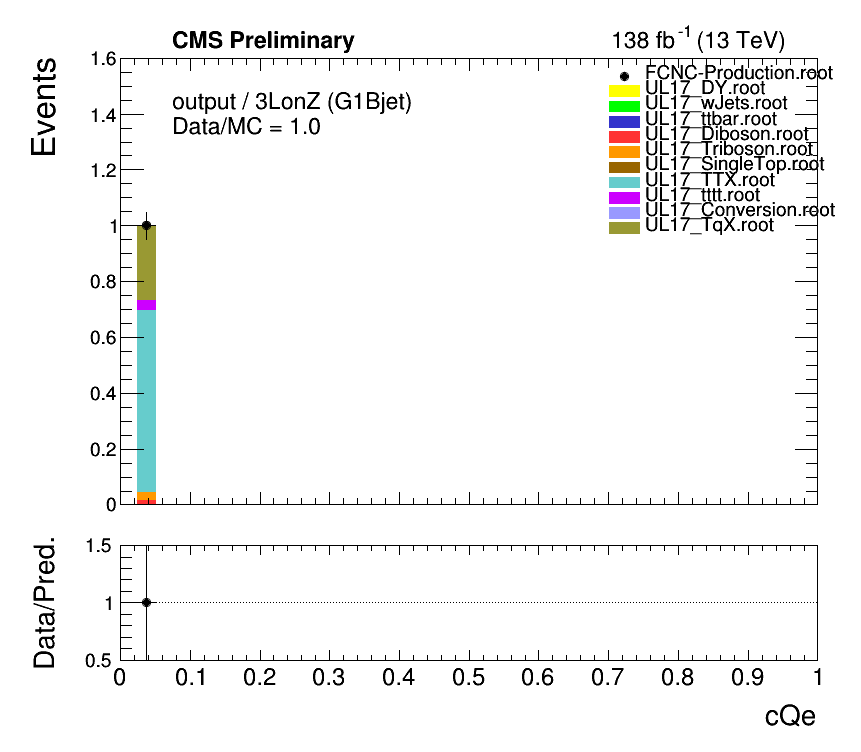 CMS Preliminary
138 fb-1 (13 TeV)
Events
1.6
1.4
1.2
1
0.8
0.6
0.4
0.2
0
output / 3LonZ (G1Bjet)
Data/MC = 1.0
FCNC-Production.root
UL17_DY.root
UL17_wJets.root
UL17_ttbar.root
UL17_Diboson.root
UL17_Triboson.root
UL17_SingleTop.root
UL17_TTX.root
UL17_tttt.root
UL17_Conversion.root
UL17_TqX.root
Data/Pred.
1.5
1
0.5
0 0.1 0.2 0.3 0.4 0.5 0.6 0.7 0.8 0.9 1
cQe